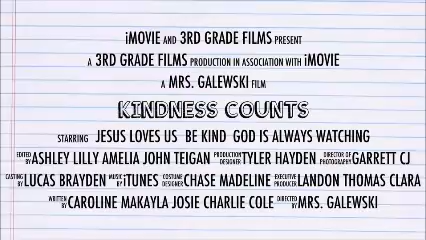 iMOVIE AND 3RD GRADE FILMS PRESENT
A 3RD GRADE FILMS PRODUCTION IN ASSOCIATION WITH iMOVIE
A MRS. GALEWSKI FILM
KINDNESS COUNTS
STARRING JESUS LOVES US BE KIND GOD IS ALWAYS WATCHING
EDITED BY ASHLEY LILLY AMELIA JOHN TEIGAN PRODUCTION DESIGNER TYLER HAYDEN DIRECTOR OF PHOTOGRAPHY GARRETT CJ
CASTING BY LUCAS BRAYDEN MUSIC BY iTUNES COSTUME DESIGNER CHASE MADELINE EXECUTIVE PRODUCER LANDON THOMAS CLARA
WRITTEN BY CAROLINE MAKAYLA JOSIE CHARLIE COLE DIRECTED BY MRS. GALEWSKI